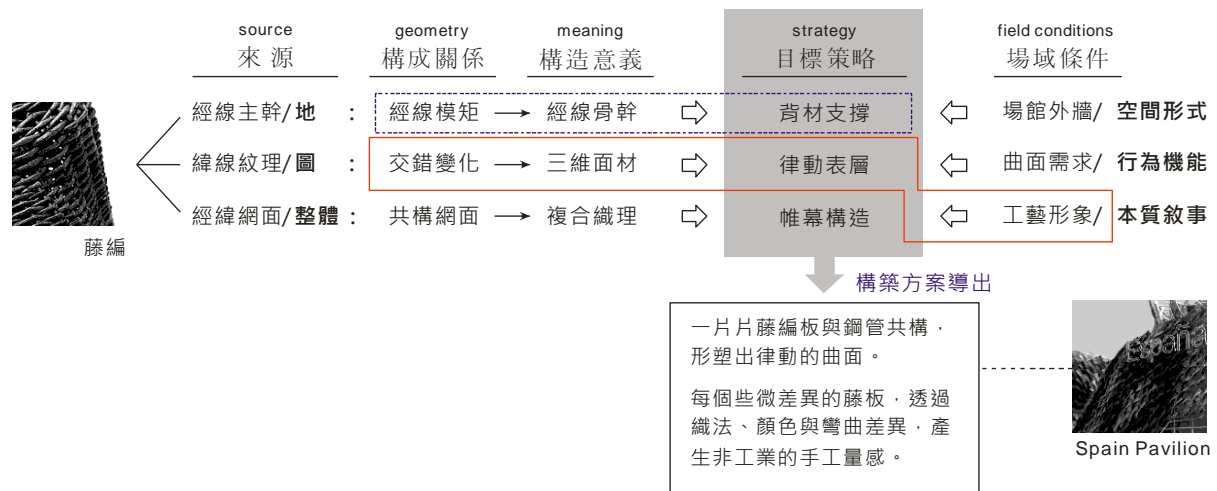 source geometry meaning strategy field conditions
來源 構成關係 構造意義 目標策略 場域條件
經線主幹/地 : 經線模矩 經線骨幹 背材支撐 場館外牆/ 空間形式
緯線紋理/圖 : 交錯變化 三維面材 律動表層 曲面需求/ 行為機能
經緯網面/整體 : 共構網面 複合織理 帷幕構造 工藝形象/ 本質敘事
藤編
構築方案導出
一片片藤編板與鋼管共構，
形塑出律動的曲面。
每個些微差異的藤板，透過
織法、顏色與彎曲差異，產
生非工業的手工量感。
España
Spain Pavilion